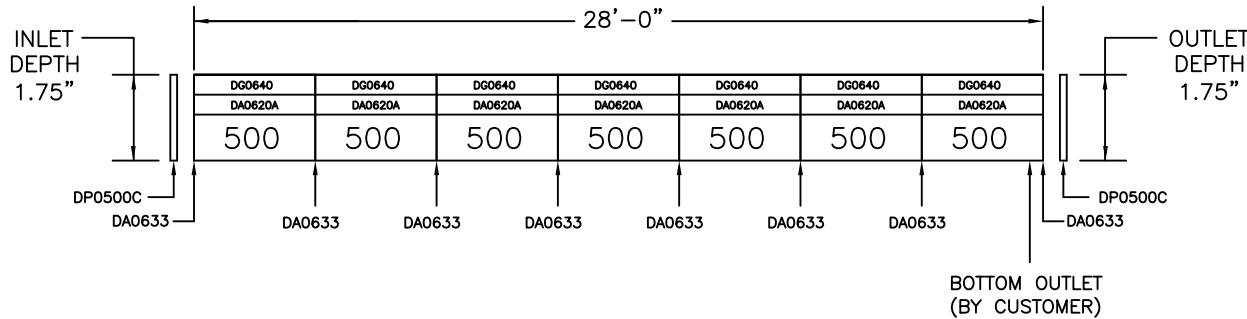 28'-0"
INLET
DEPTH
1.75"
OUTLET
DEPTH
1.75"
DG0640 DG0640 DG0640 DG0640 DG0640 DG0640 DG0640
DA0620A DA0620A DA0620A DA0620A DA0620A DA0620A DA0620A
500 500 500 500 500 500 500
DP0500C DP0500C
DA0633 DA0633 DA0633 DA0633 DA0633 DA0633 DA0633 DA0633
BOTTOM OUTLET
(BY CUSTOMER)